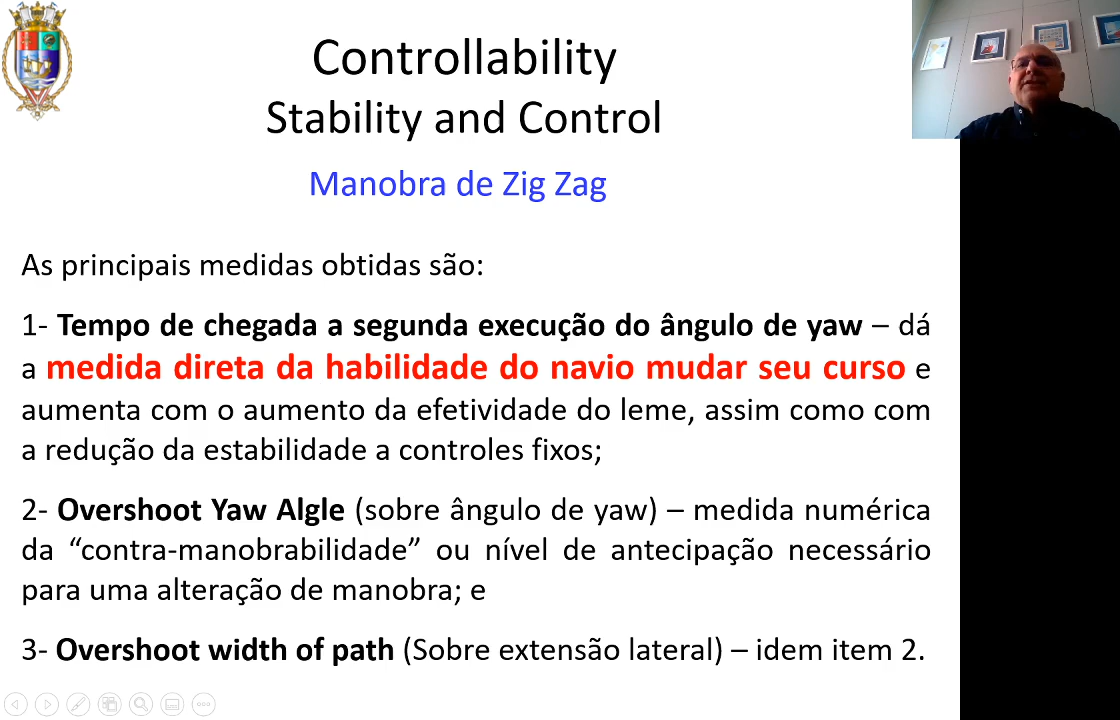 Controllability
Stability and Control
Manobra de Zig Zag
As principais medidas obtidas são:
1- Tempo de chegada a segunda execução do ângulo de yaw – dá
a medida direta da habilidade do navio mudar seu curso e
aumenta com o aumento da efetividade do leme, assim como com
a redução da estabilidade a controles fixos;
2- Overshoot Yaw Algle (sobre ângulo de yaw) – medida numérica
da “contra-manobrabilidade” ou nível de antecipação necessário
para uma alteração de manobra; e
3- Overshoot width of path (Sobre extensão lateral) – idem item 2.